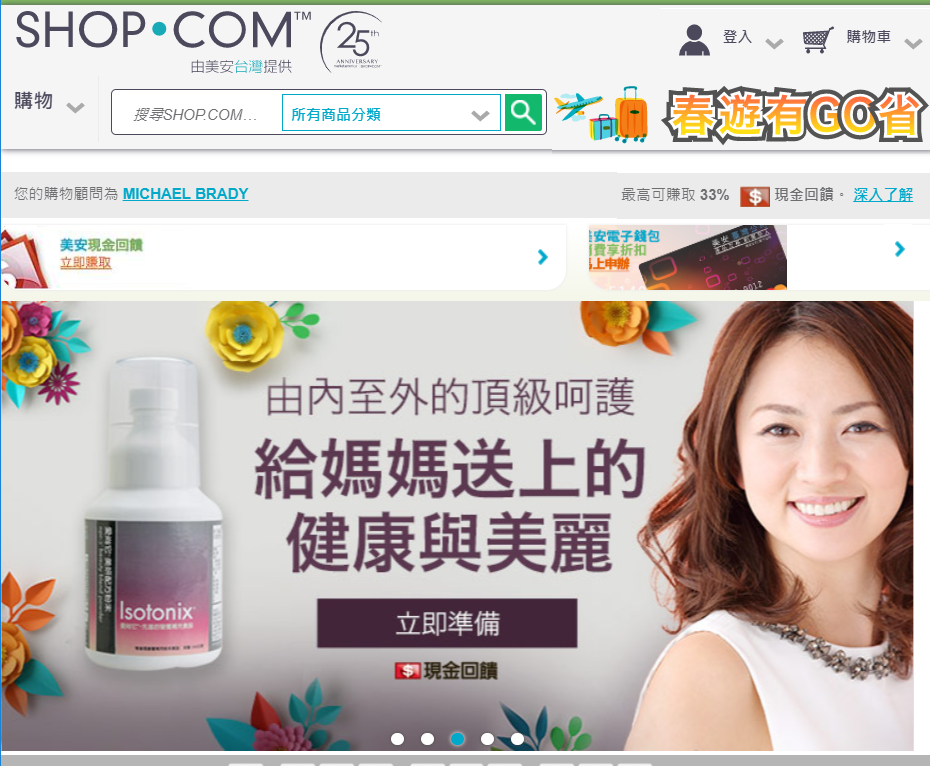 SHOP•COM™
25th
ANNIVERSARY
由美安台灣提供
登入
購物車
購物
搜尋SHOP.COM...
所有商品分類
春遊有GO省
您的購物顧問為 MICHAEL BRADY
最高可賺取 33% $ 現金回饋。 深入了解
美安現金回饋
立即賺取
美安電子錢包
消費享折扣
馬上申辦
由內至外的頂級呵護
給媽媽送上的
健康與美麗
Isotonix
立即準備
$ 現金回饋